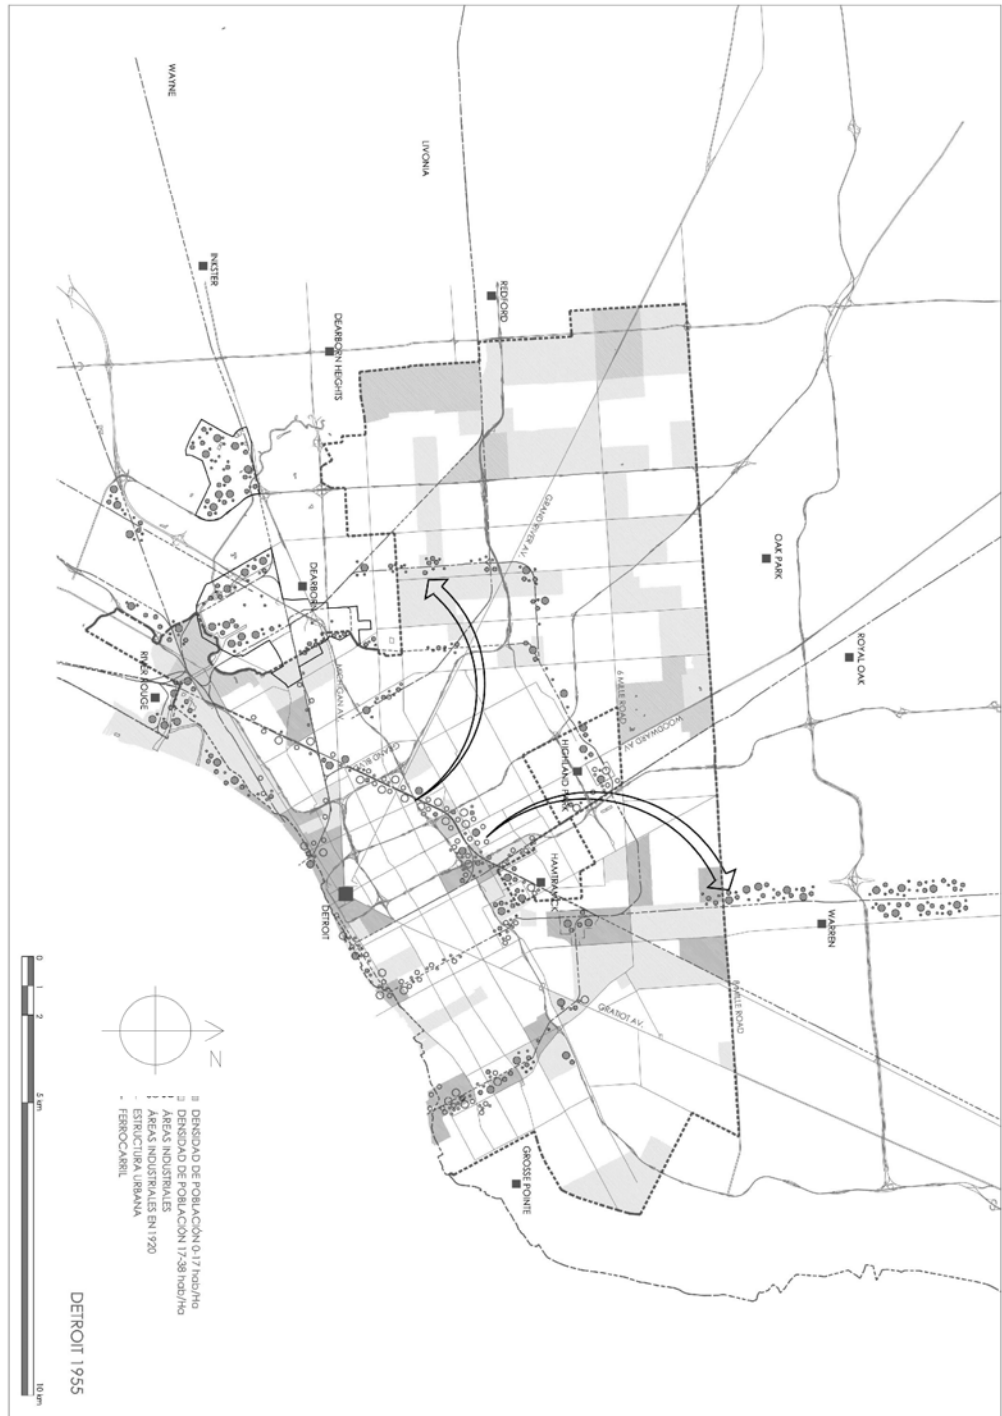 WAYNE
LIVONIA
INKSTER
REDFORD
DEARBORN HEIGHTS
GRAND RIVER AV.
OAK PARK
DEARBORN
ROYAL OAK
RIVER ROUGE
MICHIGAN AV.
6 MILE ROAD
WOODWARD AV
GRAND RIV
HIGHLAND PARK
HAMTRAMCK
DETROIT
WARREN
8 MILE ROAD
GRATIOT AV.
GROSSE POINTE
N
DENSIDAD DE POBLACIÓN 0-17 hab/Ha
DENSIDAD DE POBLACIÓN 17-38 hab/Ha
ÁREAS INDUSTRIALES
ÁREAS INDUSTRIALES EN 1920
ESTRUCTURA URBANA
FERROCARRIL
0 1 2 5 km 10 km
DETROIT 1955